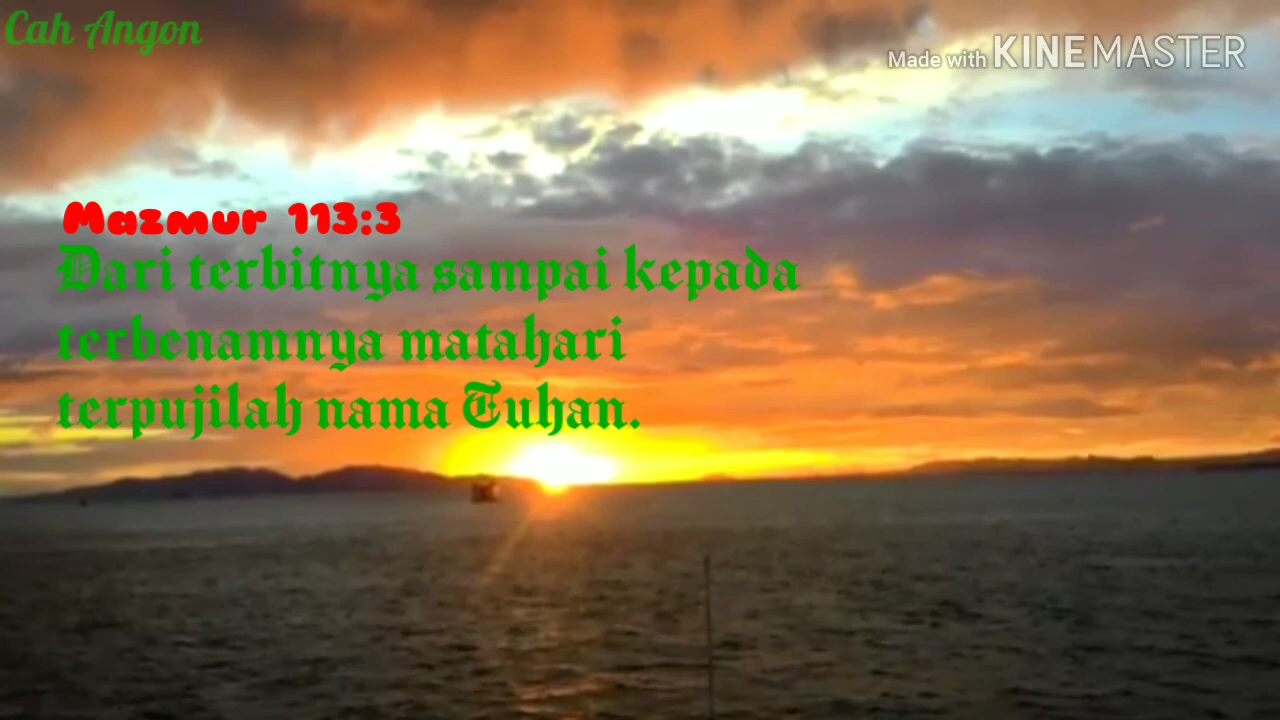 Cah Angon
Made with KINEMASTER
Mazmur 113:3
Dari terbitnya sampai kepada
terbenamnya matahari
terpujilah nama Tuhan.